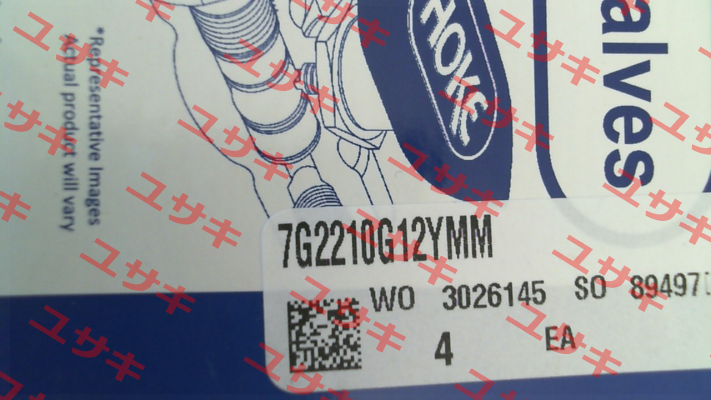 HOKE
alves
*Representative Images
Actual product will vary
7G2210G12YMM
WO 3026145 SO 89497
4 EA
ユサキ